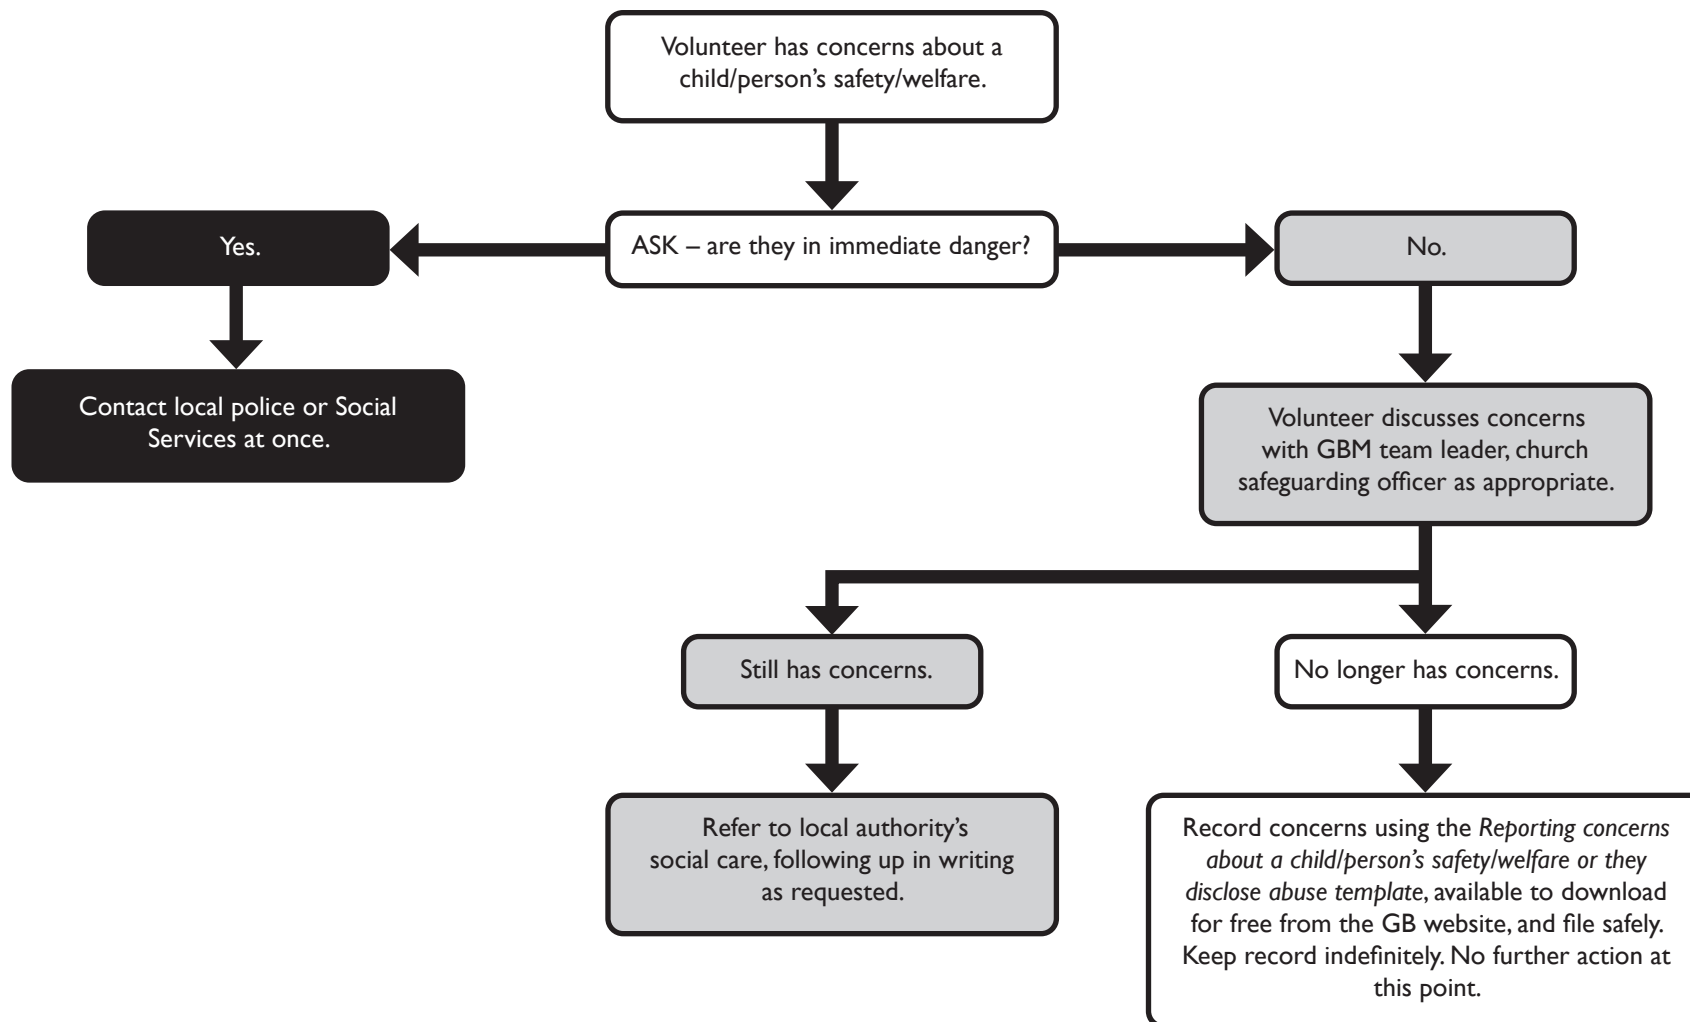 Volunteer has concerns about a
child/person’s safety/welfare.
Yes.
ASK – are they in immediate danger?
No.
Contact local police or Social
Services at once.
Volunteer discusses concerns
with GBM team leader, church
safeguarding officer as appropriate.
Still has concerns.
No longer has concerns.
Refer to local authority’s
social care, following up in writing
as requested.
Record concerns using the Reporting concerns
about a child/person’s safety/welfare or they
disclose abuse template, available to download
for free from the GB website, and file safely.
Keep record indefinitely. No further action at
this point.